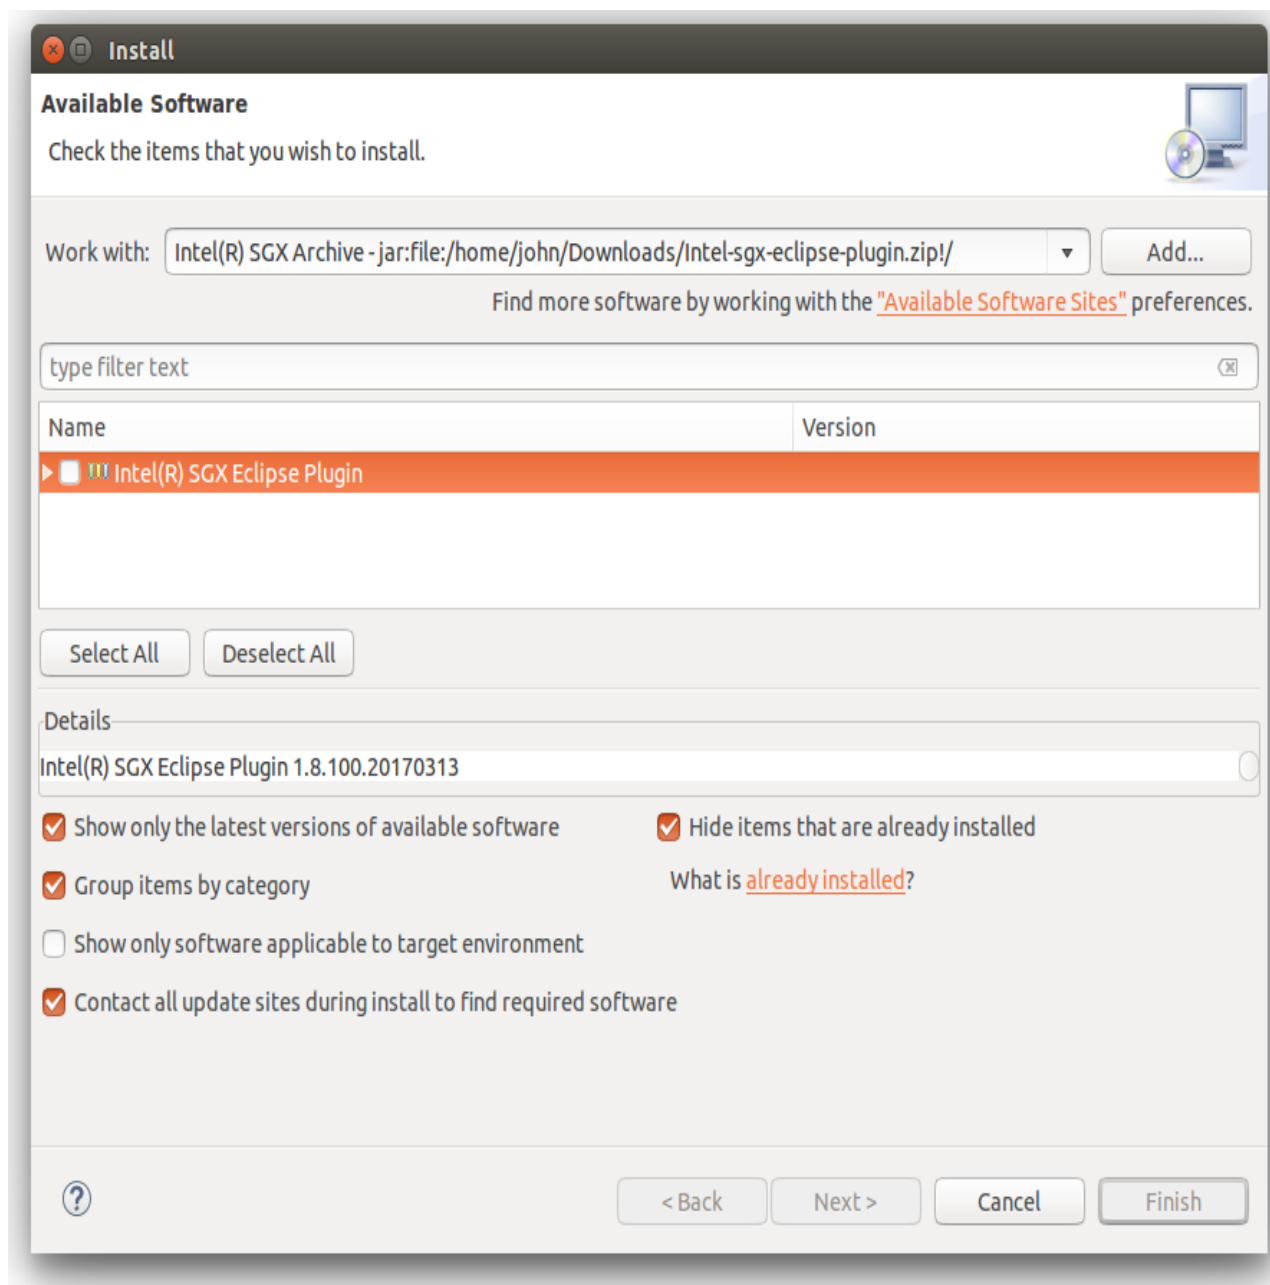 Install
Available Software
Check the items that you wish to install.
Work with: Intel(R) SGX Archive - jar:file:/home/john/Downloads/Intel-sgx-eclipse-plugin.zip!/ Add...
Find more software by working with the "Available Software Sites" preferences.
type filter text
Name Version
Intel(R) SGX Eclipse Plugin
Select All Deselect All
Details
Intel(R) SGX Eclipse Plugin 1.8.100.20170313
Show only the latest versions of available software Hide items that are already installed
Group items by category What is already installed?
Show only software applicable to target environment
Contact all update sites during install to find required software
? < Back Next > Cancel Finish